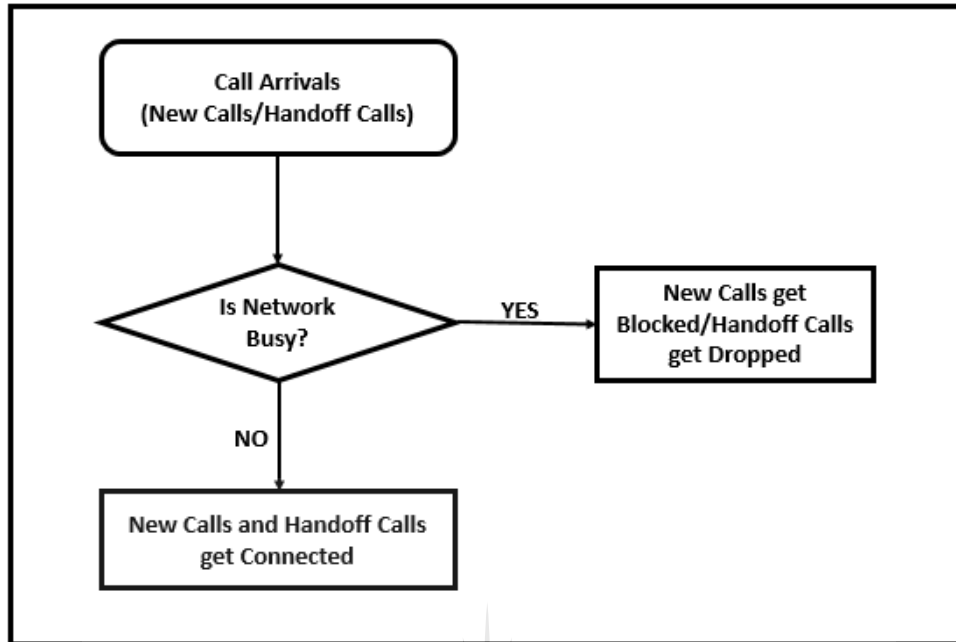 Call Arrivals
(New Calls/Handoff Calls)
Is Network
Busy?
YES
New Calls get
Blocked/Handoff Calls
get Dropped
NO
New Calls and Handoff Calls
get Connected